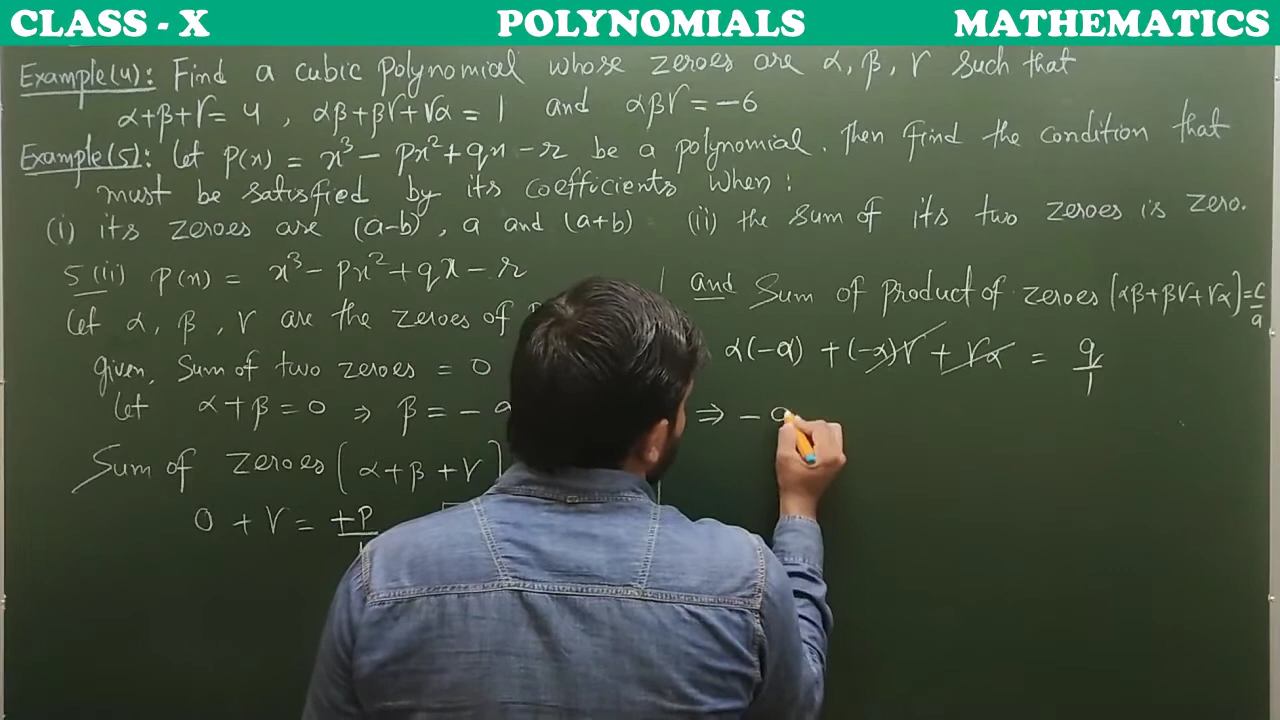 CLASS - X POLYNOMIALS MATHEMATICS
Example(4): Find a cubic polynomial whose zeroes are α, β, γ such that
α+β+γ = 4 , αβ+βγ+γα = 1 and αβγ = -6
Example(5): Let P(x) = x³ - px² + qx - r be a polynomial. Then find the condition that
must be satisfied by its coefficients when:
(i) its zeroes are (a-b), a and (a+b) (ii) the sum of its two zeroes is zero.
5(ii) P(x) = x³ - px² + qx - r
Let α, β, γ are the zeroes of
given, Sum of two zeroes = 0
Let α+β = 0 ⇒ β = -
Sum of zeroes (α+β+γ)
0 + γ = +p/
and Sum of product of zeroes (αβ+βγ+γα) = c/a
α(-α) + (-α)γ + γα = q/1
⇒ -